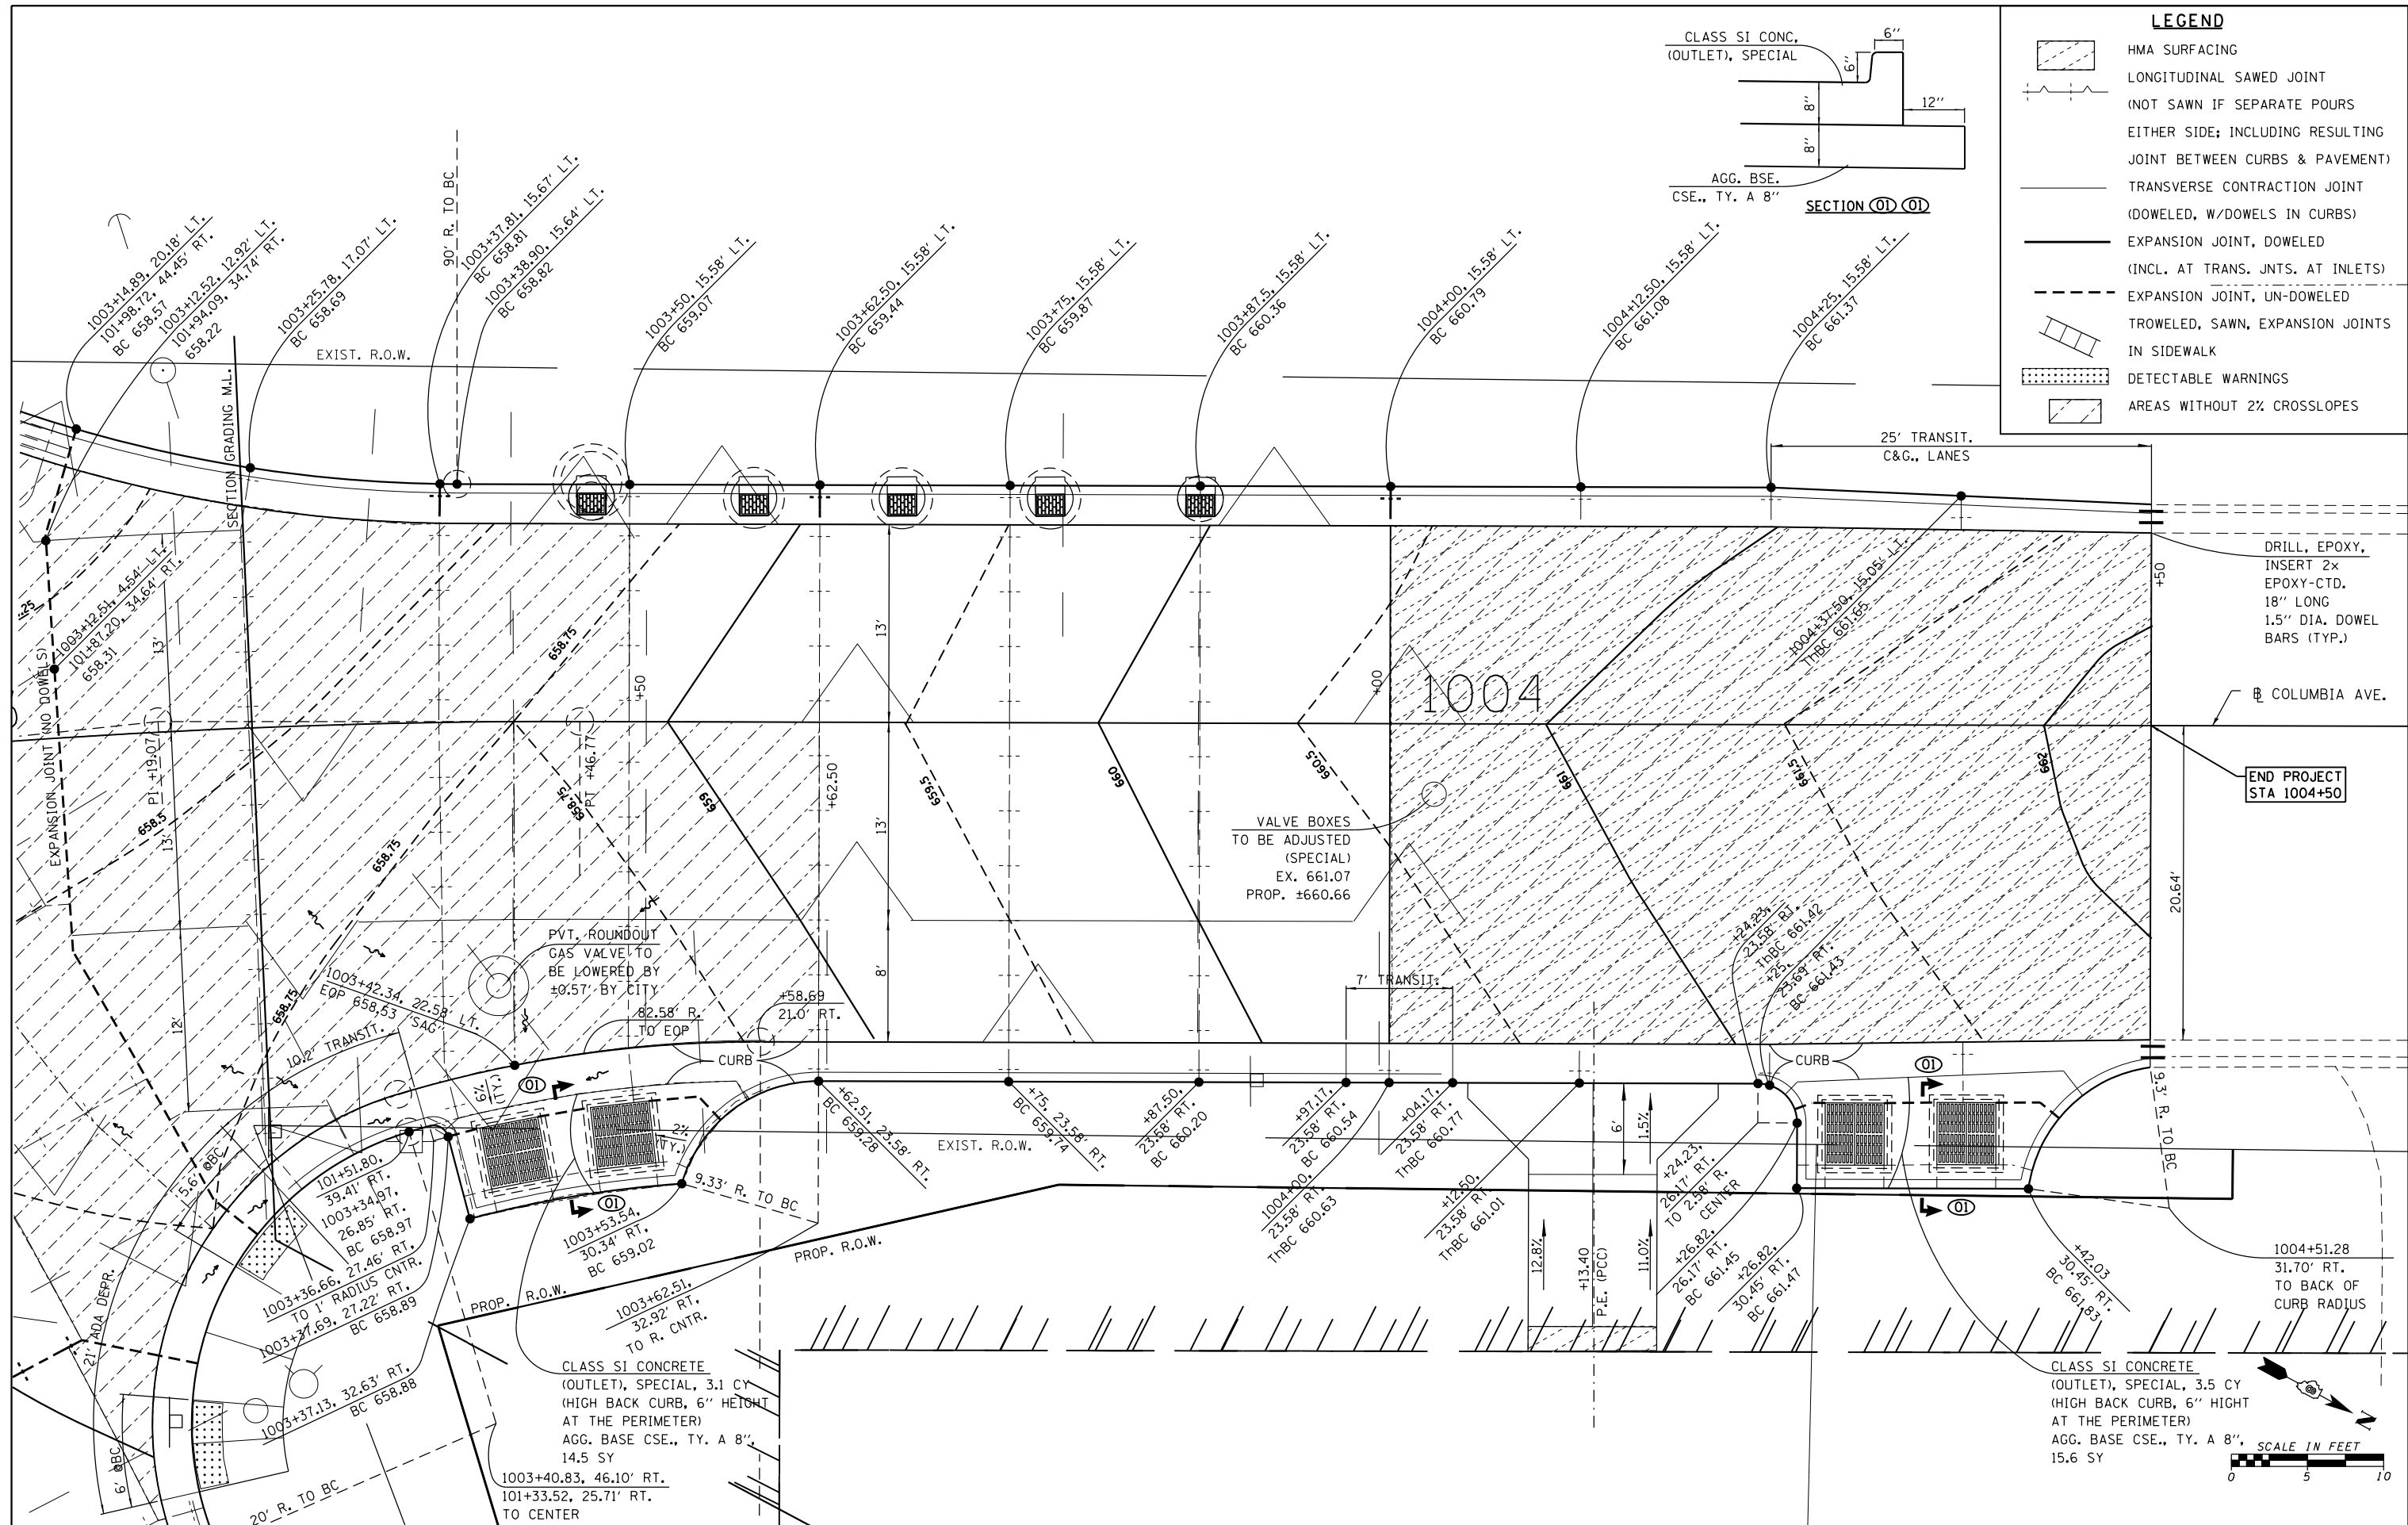 CLASS SI CONC,
(OUTLET), SPECIAL
6"
6"
8"
12"
8"
AGG. BSE.
CSE., TY. A 8"
SECTION 01 01
LEGEND
HMA SURFACING
LONGITUDINAL SAWED JOINT
(NOT SAWN IF SEPARATE POURS
EITHER SIDE; INCLUDING RESULTING
JOINT BETWEEN CURBS & PAVEMENT)
TRANSVERSE CONTRACTION JOINT
(DOWELED, W/DOWELS IN CURBS)
EXPANSION JOINT, DOWELED
(INCL. AT TRANS. JNTS. AT INLETS)
EXPANSION JOINT, UN-DOWELED
TROWELED, SAWN, EXPANSION JOINTS
IN SIDEWALK
DETECTABLE WARNINGS
AREAS WITHOUT 2% CROSSLOPES
1003+14.89, 20.18' LT.
101+98.72, 44.45' RT.
BC 658.57
1003+12.52, 12.92' LT.
101+94.09, 34.74' RT.
658.22
1003+25.78, 17.07' LT.
BC 658.69
90' R. TO BC
1003+37.81, 15.67' LT.
BC 658.81
1003+38.90, 15.64' LT.
BC 658.82
1003+50, 15.58' LT.
BC 659.07
1003+62.50, 15.58' LT.
BC 659.44
1003+75, 15.58' LT.
BC 659.87
1003+87.5, 15.58' LT.
BC 660.36
1004+00, 15.58' LT.
BC 660.79
1004+12.50, 15.58' LT.
BC 661.08
1004+25, 15.58' LT.
BC 661.37
EXIST. R.O.W.
SECTION GRADING M.L.
25' TRANSIT.
C&G., LANES
DRILL, EPOXY,
INSERT 2x
EPOXY-CTD.
18" LONG
1.5" DIA. DOWEL
BARS (TYP.)
+50
1003+12.51, 4.54' LT.
101+87.20, 34.64' RT.
658.31
.25
13'
EXPANSION JOINT (NO DOWELS)
658.75
+50
13'
+00
1004
1004+37.50, 15.05' LT.
ThBC 661.65
COLUMBIA AVE.
END PROJECT
STA 1004+50
PI +19.07
PT +46.77
658.5
13'
658.75
658.75
659
+62.50
13'
659.5
660
660.5
661
661.5
662
VALVE BOXES
TO BE ADJUSTED
(SPECIAL)
EX. 661.07
PROP. ±660.66
20.64'
PVT. ROUNDOUT
GAS VALVE TO
BE LOWERED BY
±0.57' BY CITY
658.75
12'
1003+42.34, 22.58' LT.
EOP 658.53 'SAG'
10.2' TRANSIT.
82.58' R.
TO EOP
+58.69
21.0' RT.
8'
CURB
7' TRANSIT.
+24.23,
23.58' RT.
ThBC 661.42
+25,
23.69' RT.
BC 661.43
CURB
01
6%
(TY.)
2%
(TY.)
01
01
01
5.6' @BC
101+51.80,
39.41' RT.
1003+34.97,
26.85' RT.
BC 658.97
1003+36.66, 27.46' RT.
TO 1' RADIUS CNTR.
1003+37.69, 27.22' RT.
BC 658.89
1003+37.13, 32.63' RT.
BC 658.88
21' ADA DEPR.
6' @BC
20' R. TO BC
1003+53.54,
30.34' RT.
BC 659.02
9.33' R. TO BC
1003+62.51,
32.92' RT.
TO R. CNTR.
PROP. R.O.W.
PROP. R.O.W.
EXIST. R.O.W.
+62.51, 23.58' RT.
BC 659.28
+75, 23.58' RT.
BC 659.74
+87.50,
23.58' RT.
BC 660.20
+97.17,
23.58' RT.
BC 660.54
1004+00,
23.58' RT.
ThBC 660.63
+04.17,
23.58' RT.
ThBC 660.77
+12.50,
23.58' RT.
ThBC 661.01
6'
1.5%
12.8%
+13.40
P.E. (PCC)
11.0%
+24.23,
26.17' RT.
TO 2.58' R.
CENTER
+26.82,
26.17' RT.
BC 661.45
+26.82,
30.45' RT.
BC 661.47
+42.03
30.45' RT.
BC 661.83
9.3' R. TO BC
1004+51.28
31.70' RT.
TO BACK OF
CURB RADIUS
CLASS SI CONCRETE
(OUTLET), SPECIAL, 3.1 CY
(HIGH BACK CURB, 6" HEIGHT
AT THE PERIMETER)
AGG. BASE CSE., TY. A 8",
14.5 SY
1003+40.83, 46.10' RT.
101+33.52, 25.71' RT.
TO CENTER
CLASS SI CONCRETE
(OUTLET), SPECIAL, 3.5 CY
(HIGH BACK CURB, 6" HIGHT
AT THE PERIMETER)
AGG. BASE CSE., TY. A 8",
15.6 SY
N
SCALE IN FEET
0 5 10